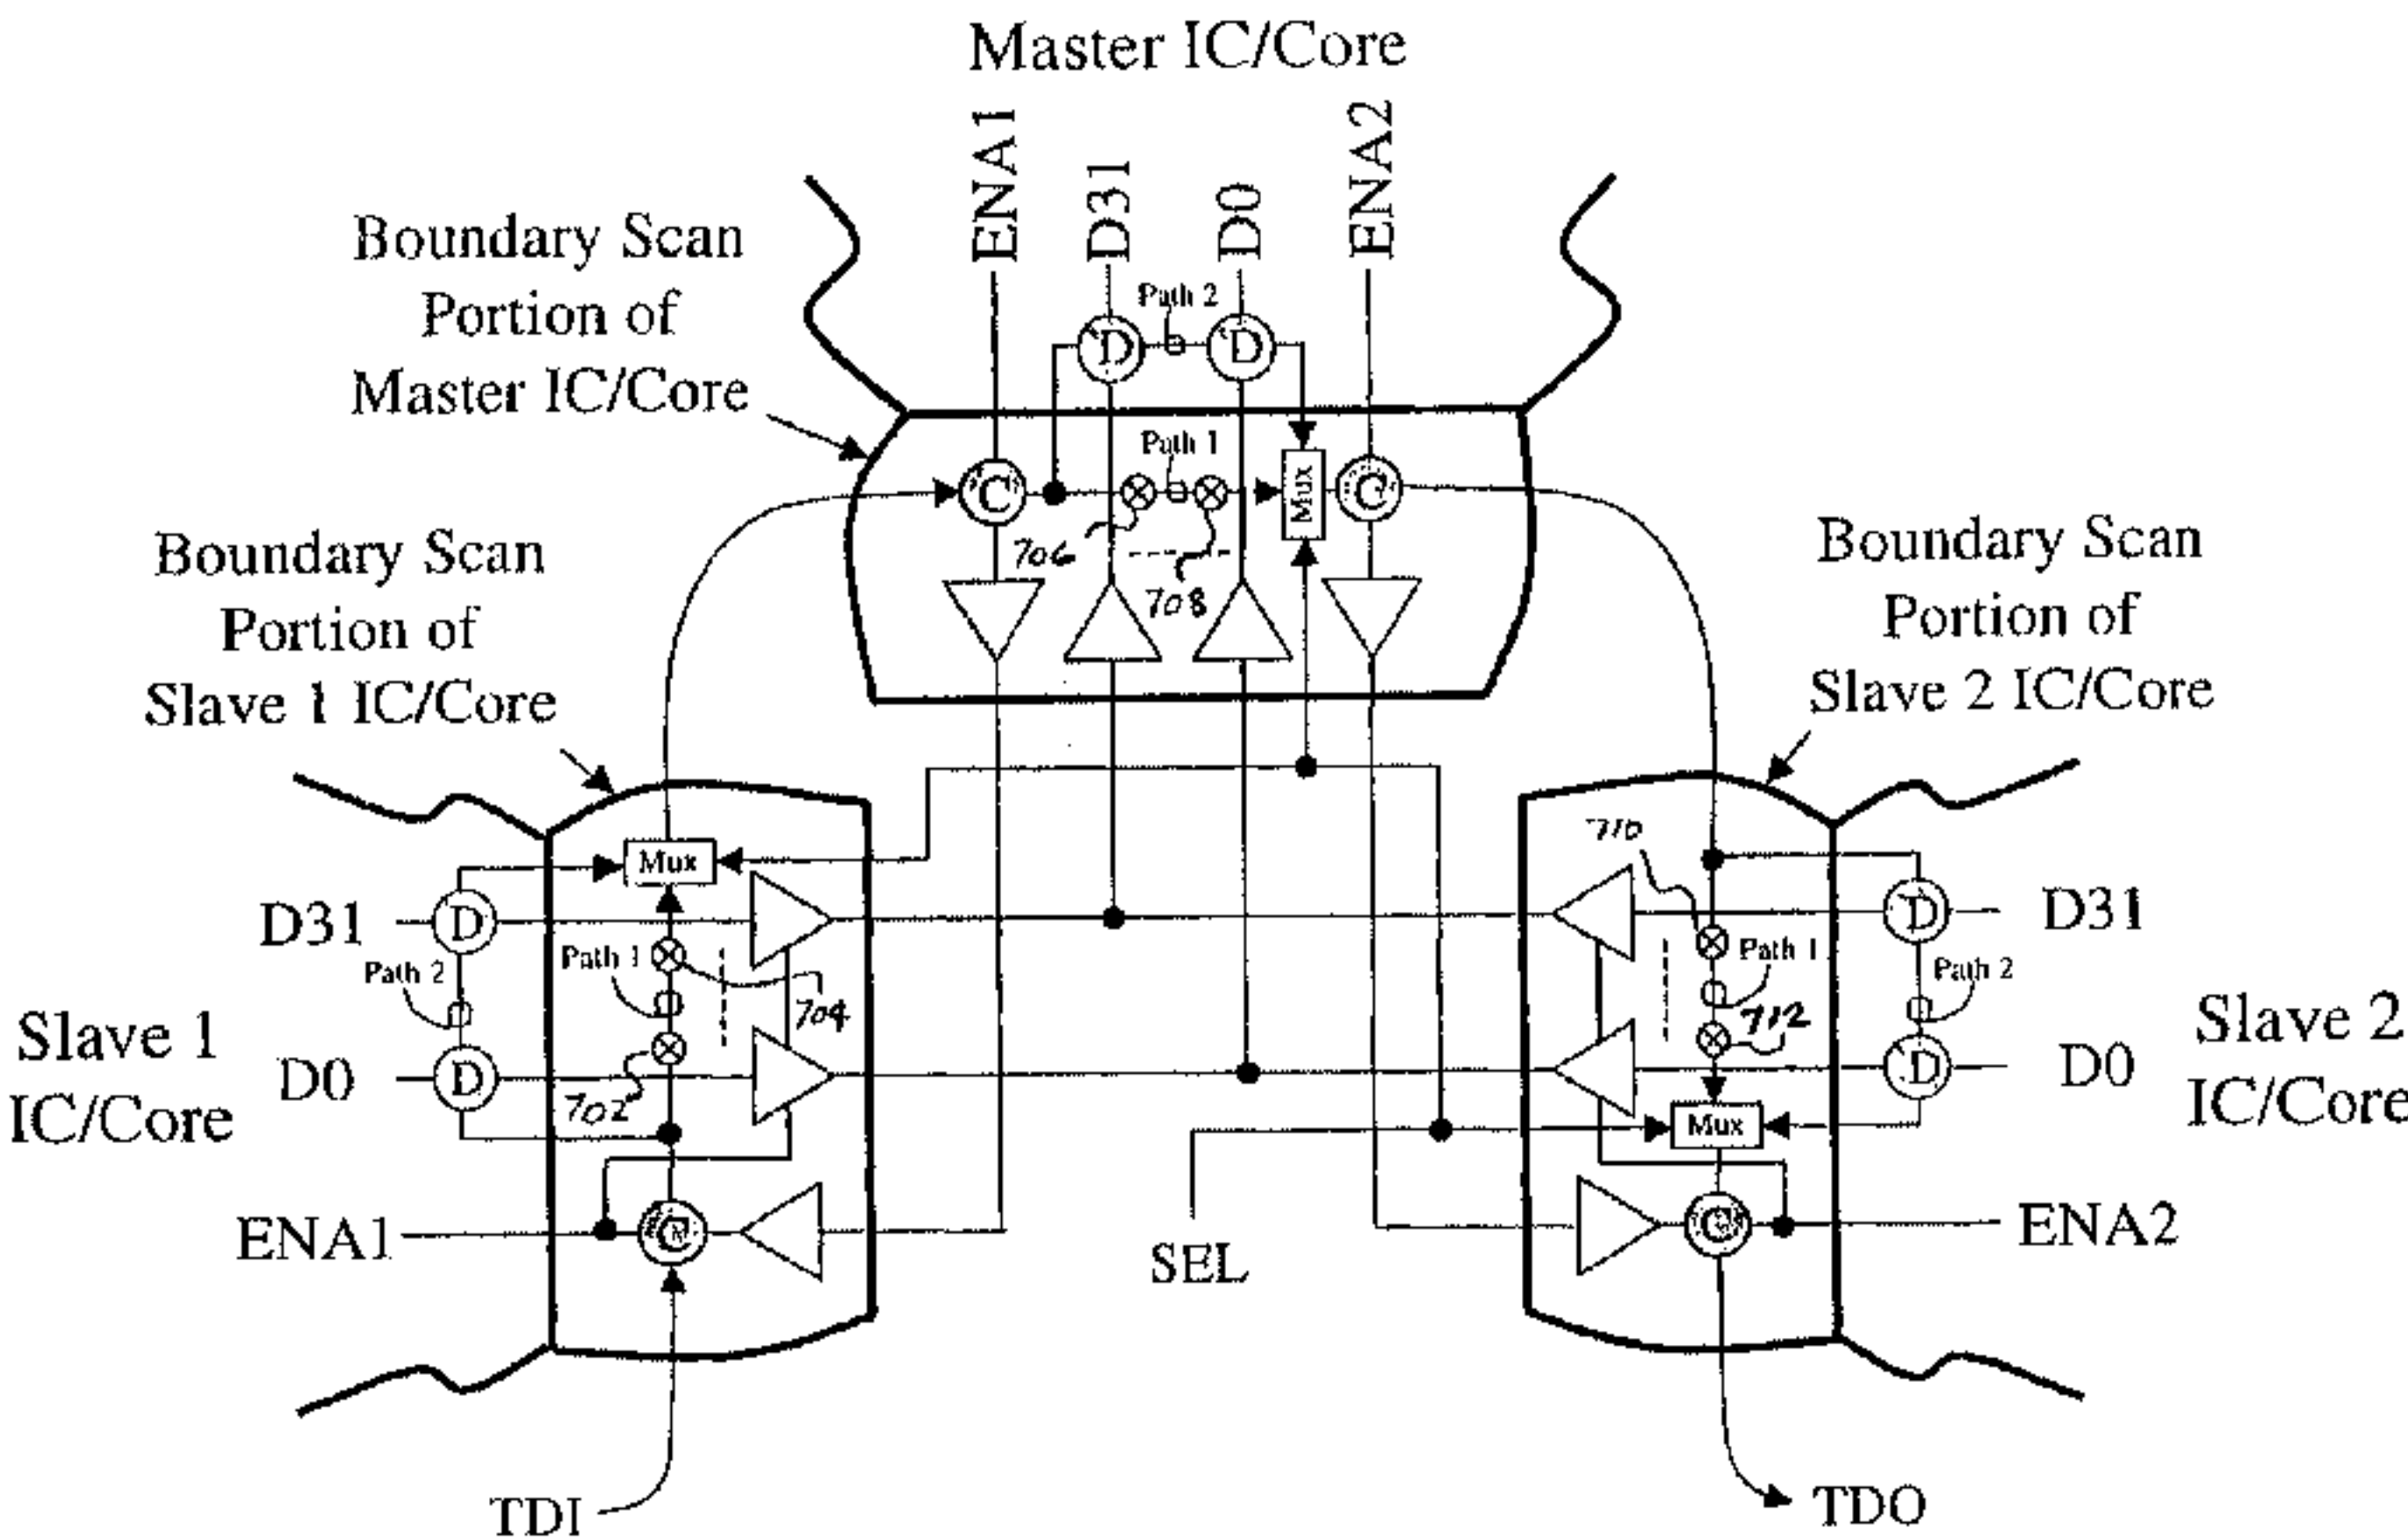 Master IC/Core
ENA1
D31
D0
ENA2
Boundary Scan
Portion of
Master IC/Core
Path 2
D
D
Path 1
C
Mux
C
706
708
Boundary Scan
Portion of
Slave 1 IC/Core
Boundary Scan
Portion of
Slave 2 IC/Core
Mux
710
D31
D
Path 1
704
Path 2
Path 1
D
D31
Path 2
Slave 1
IC/Core
D0
D
702
712
Mux
D
D0
Slave 2
IC/Core
ENA1
C
SEL
C
ENA2
TDI
TDO